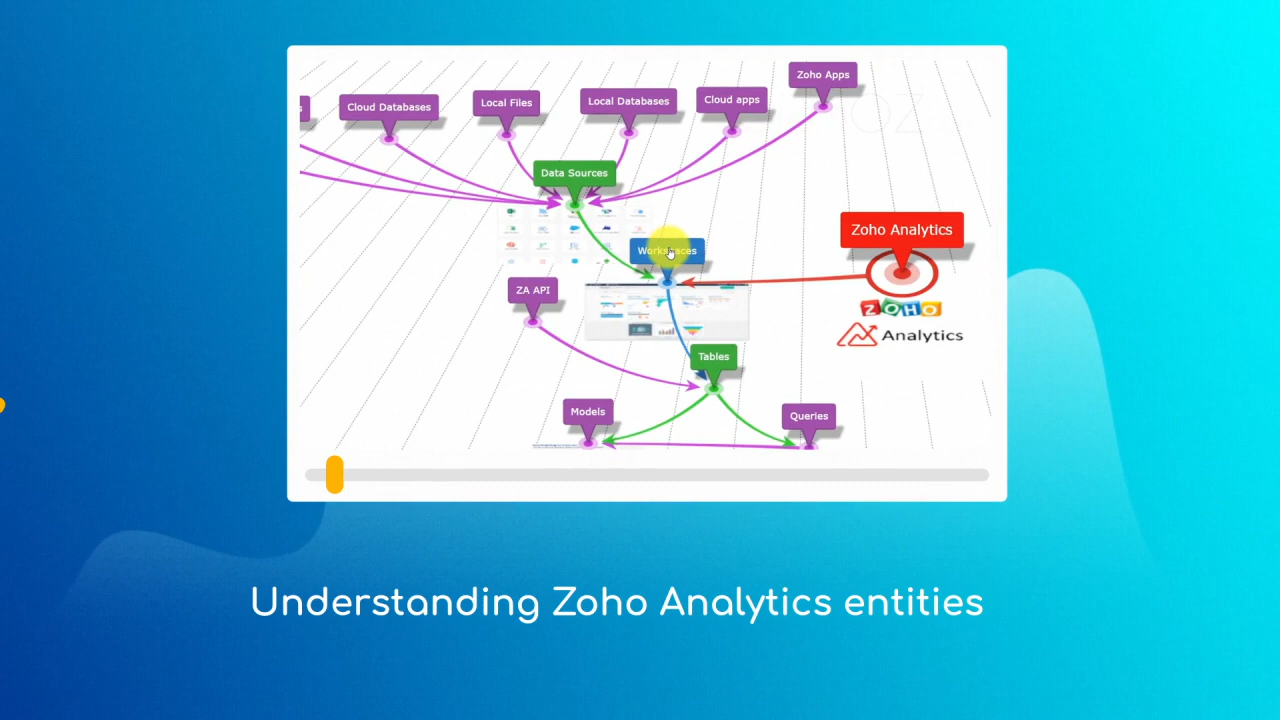 Zoho Apps
Cloud Databases
Local Files
Local Databases
Cloud apps
Data Sources
Zoho Analytics
Workspaces
ZA API
ZOHO
Analytics
Tables
Models
Queries
Understanding Zoho Analytics entities